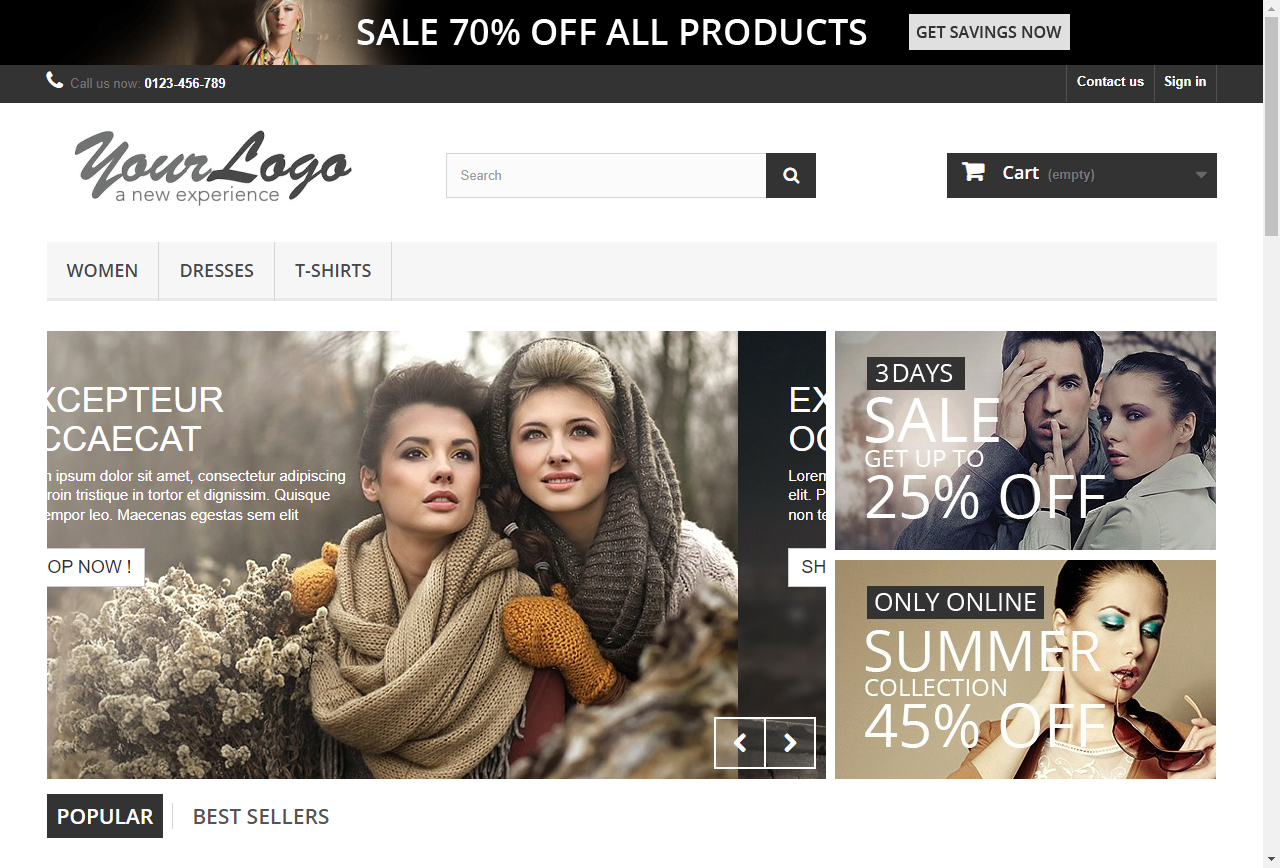 SALE 70% OFF ALL PRODUCTS
GET SAVINGS NOW
Call us now: 0123-456-789
Contact us
Sign in
YourLogo
a new experience
Search
Cart (empty)
WOMEN
DRESSES
T-SHIRTS
XCEPTEUR
CCAECAT
ipsum dolor sit amet, consectetur adipiscing
roin tristique in tortor et dignissim. Quisque
empor leo. Maecenas egestas sem elit
OP NOW !
EX
OC
Lorem
elit. P
non te
SH
3 DAYS
SALE
GET UP TO
25% OFF
ONLY ONLINE
SUMMER
COLLECTION
45% OFF
POPULAR
BEST SELLERS